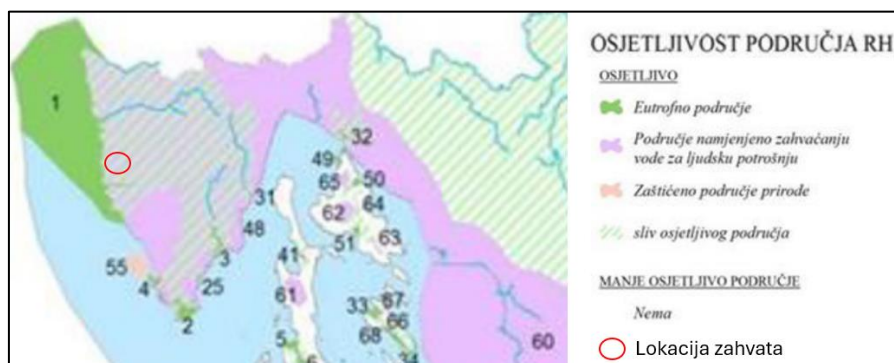 OSJETLJIVOST PODRUČJA RH
OSJETLJIVO
Eutrofno područje
Područje namjenjeno zahvaćanju
vode za ljudsku potrošnju
Zaštićeno područje prirode
sliv osjetljivog područja
MANJE OSJETLJIVO PODRUČJE
Nema
Lokacija zahvata
1
32
49
65
50
31
62
64
48
51
63
3
41
55
4
25
61
2
33
67
66
60
5
68
34
6